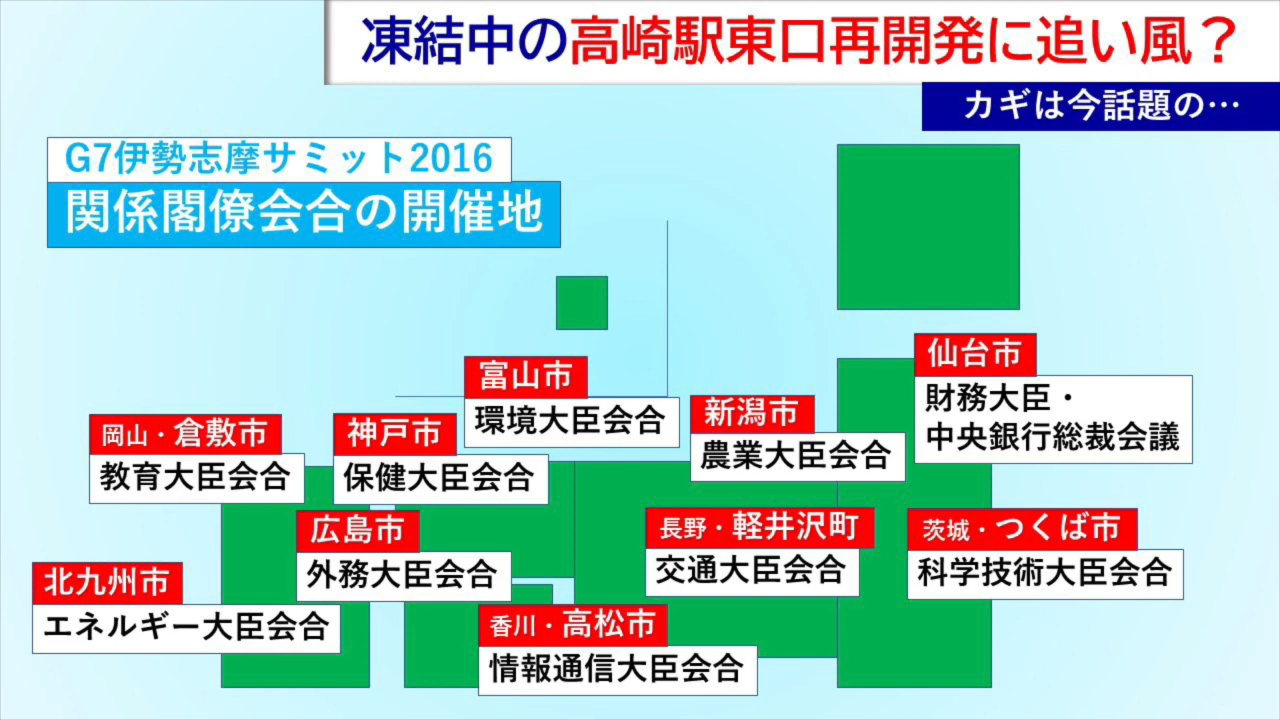 凍結中の高崎駅東口再開発に追い風？
カギは今話題の…
G7伊勢志摩サミット2016
関係閣僚会合の開催地
仙台市
財務大臣・
中央銀行総裁会議
富山市
環境大臣会合
新潟市
農業大臣会合
岡山・倉敷市
教育大臣会合
神戸市
保健大臣会合
広島市
外務大臣会合
長野・軽井沢町
交通大臣会合
茨城・つくば市
科学技術大臣会合
北九州市
エネルギー大臣会合
香川・高松市
情報通信大臣会合